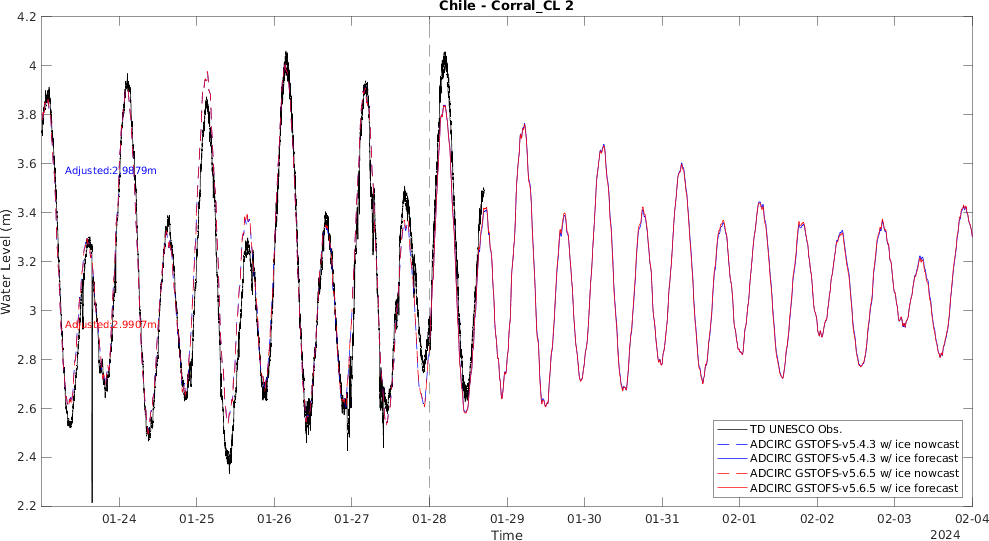 Chile - Corral_CL 2
4.2
4
3.8
3.6
3.4
3.2
3
2.8
2.6
2.4
2.2
Water Level (m)
Adjusted:2.9879m
Adjusted:2.9907m
TD UNESCO Obs.
ADCIRC GSTOFS-v5.4.3 w/ ice nowcast
ADCIRC GSTOFS-v5.4.3 w/ ice forecast
ADCIRC GSTOFS-v5.6.5 w/ ice nowcast
ADCIRC GSTOFS-v5.6.5 w/ ice forecast
01-24 01-25 01-26 01-27 01-28 01-29 01-30 01-31 02-01 02-02 02-03 02-04
Time
2024